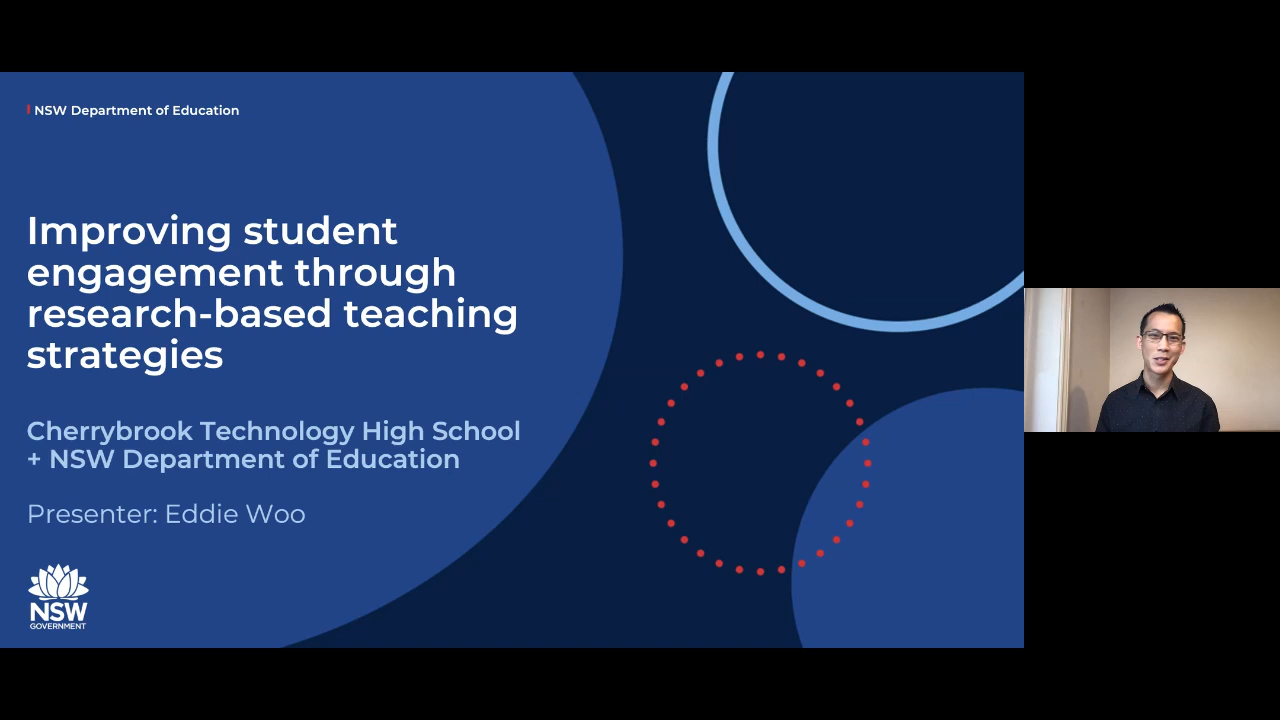 NSW Department of Education
Improving student
engagement through
research-based teaching
strategies
Cherrybrook Technology High School
+ NSW Department of Education
Presenter: Eddie Woo
NSW
GOVERNMENT